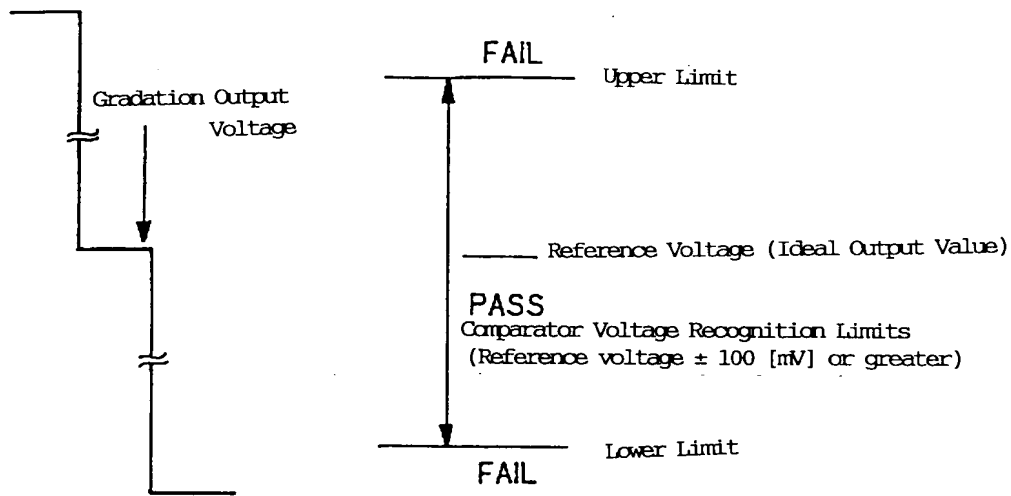 FAIL
Upper Limit
Gradation Output
Voltage
Reference Voltage (Ideal Output Value)
PASS
Comparator Voltage Recognition Limits
(Reference voltage ± 100 [mV] or greater)
Lower Limit
FAIL